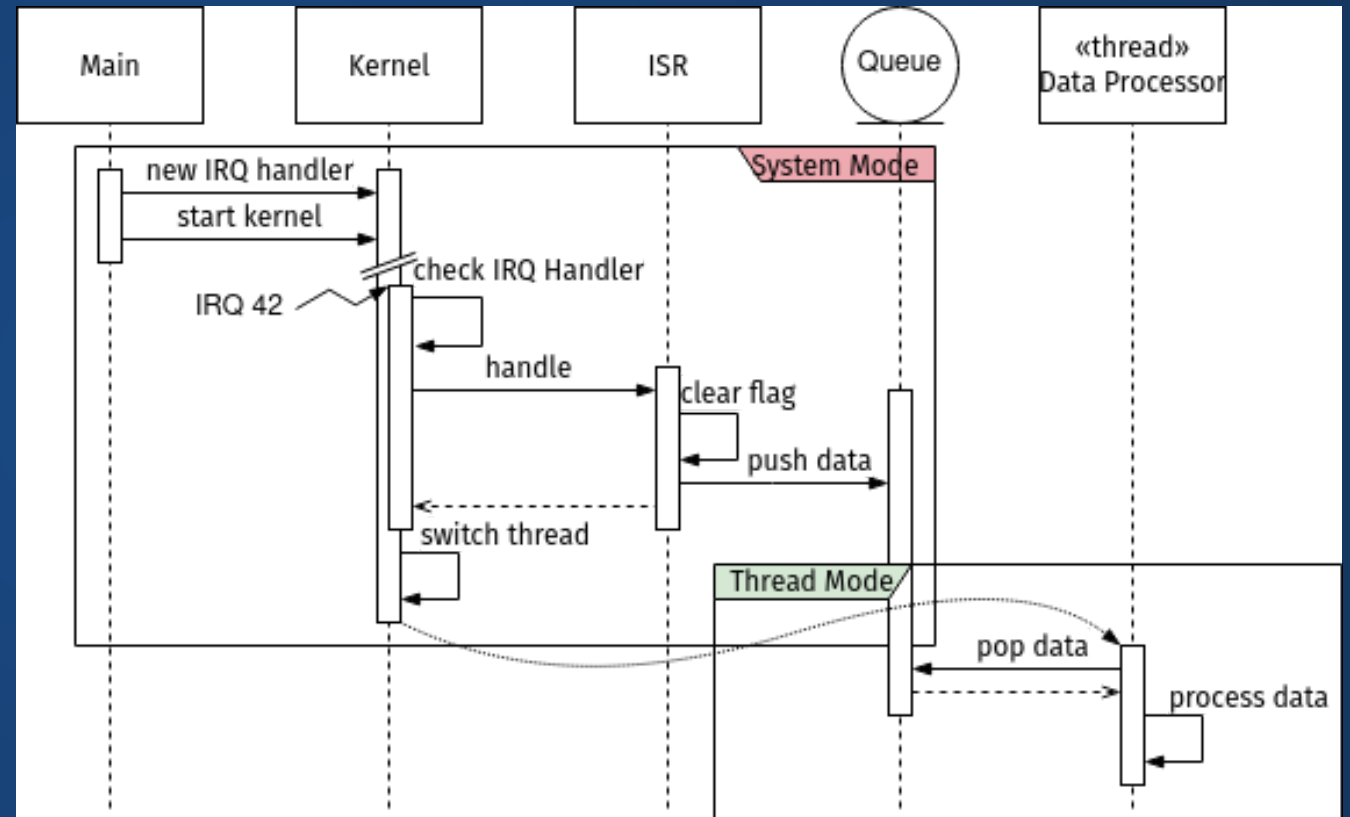 Main
Kernel
ISR
Queue
«thread»
Data Processor
System Mode
new IRQ handler
start kernel
check IRQ Handler
IRQ 42
handle
clear flag
push data
switch thread
Thread Mode
pop data
process data